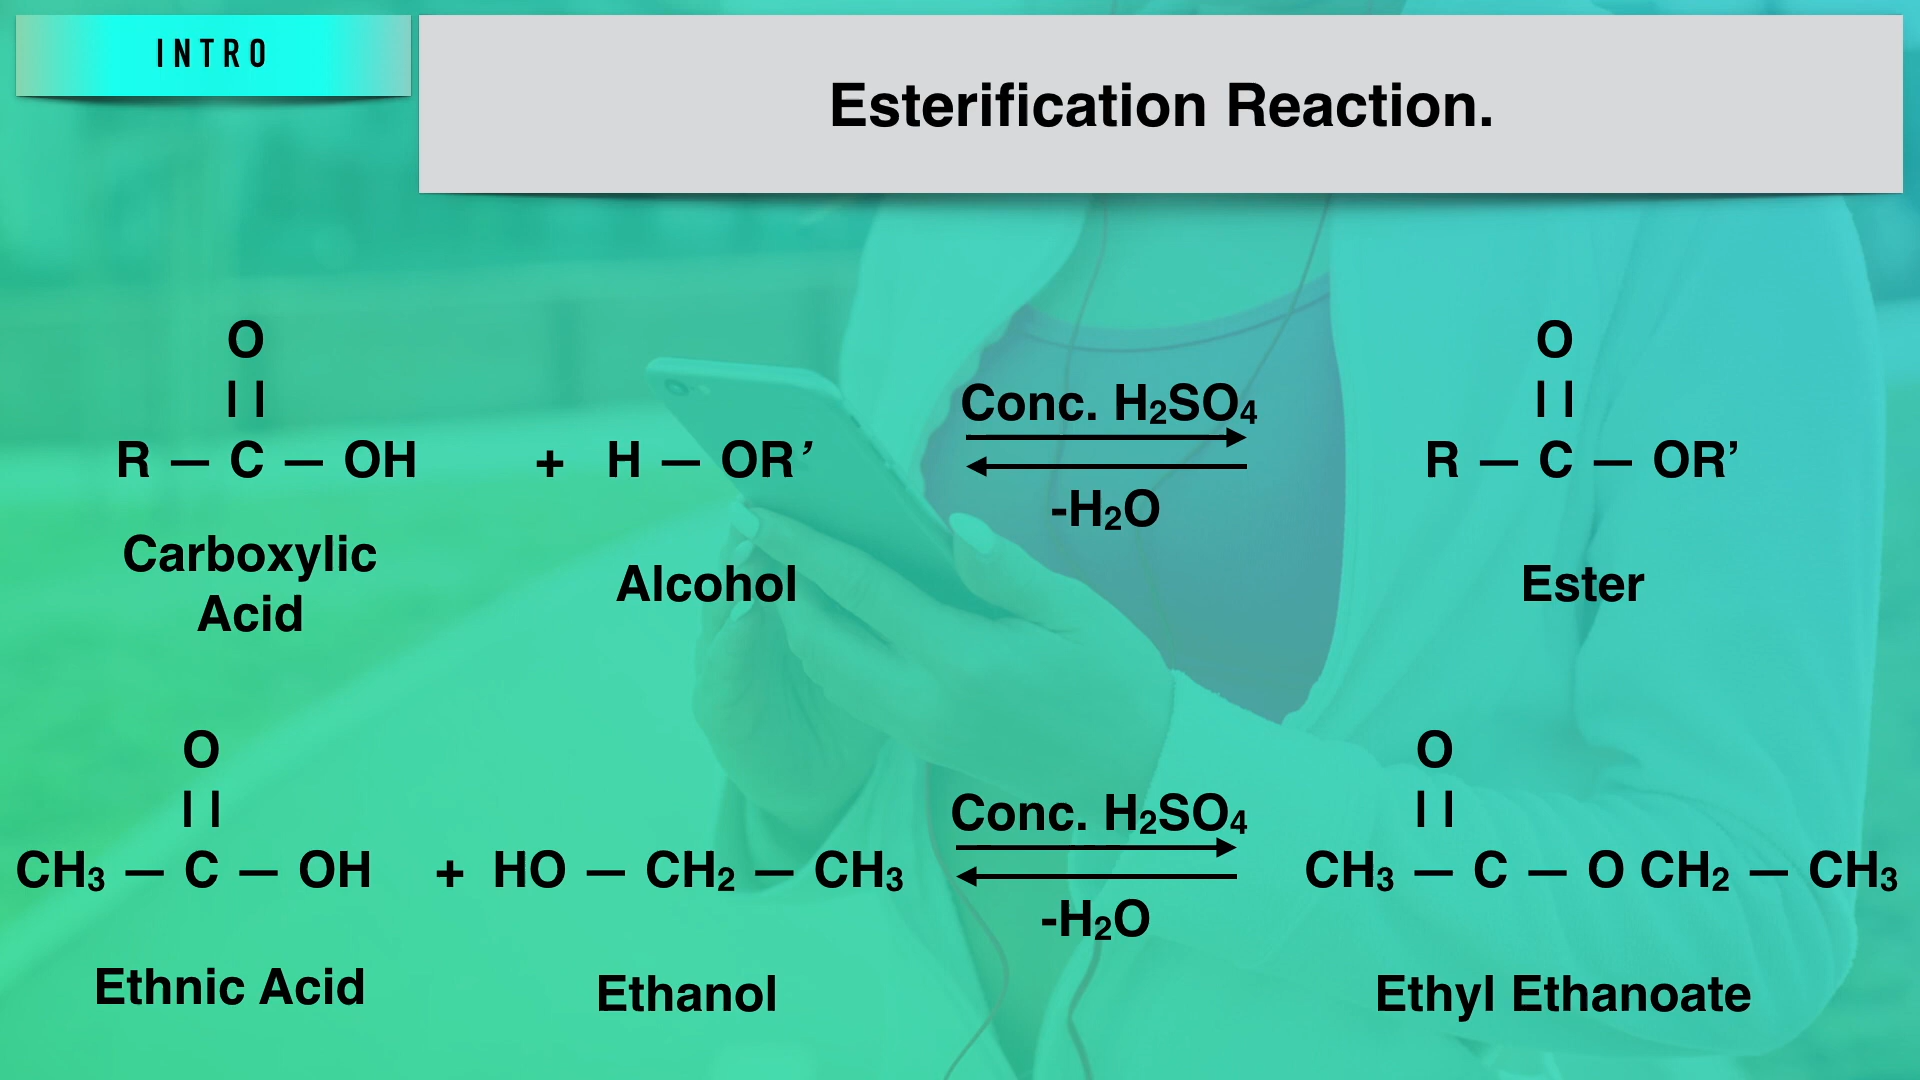 INTRO
Esterification Reaction.
O
||
R — C — OH + H — OR’
Conc. H₂SO₄
-H₂O
O
||
R — C — OR’
Carboxylic
Acid
Alcohol
Ester
O
||
CH₃ — C — OH + HO — CH₂ — CH₃
Conc. H₂SO₄
-H₂O
O
||
CH₃ — C — O CH₂ — CH₃
Ethnic Acid
Ethanol
Ethyl Ethanoate